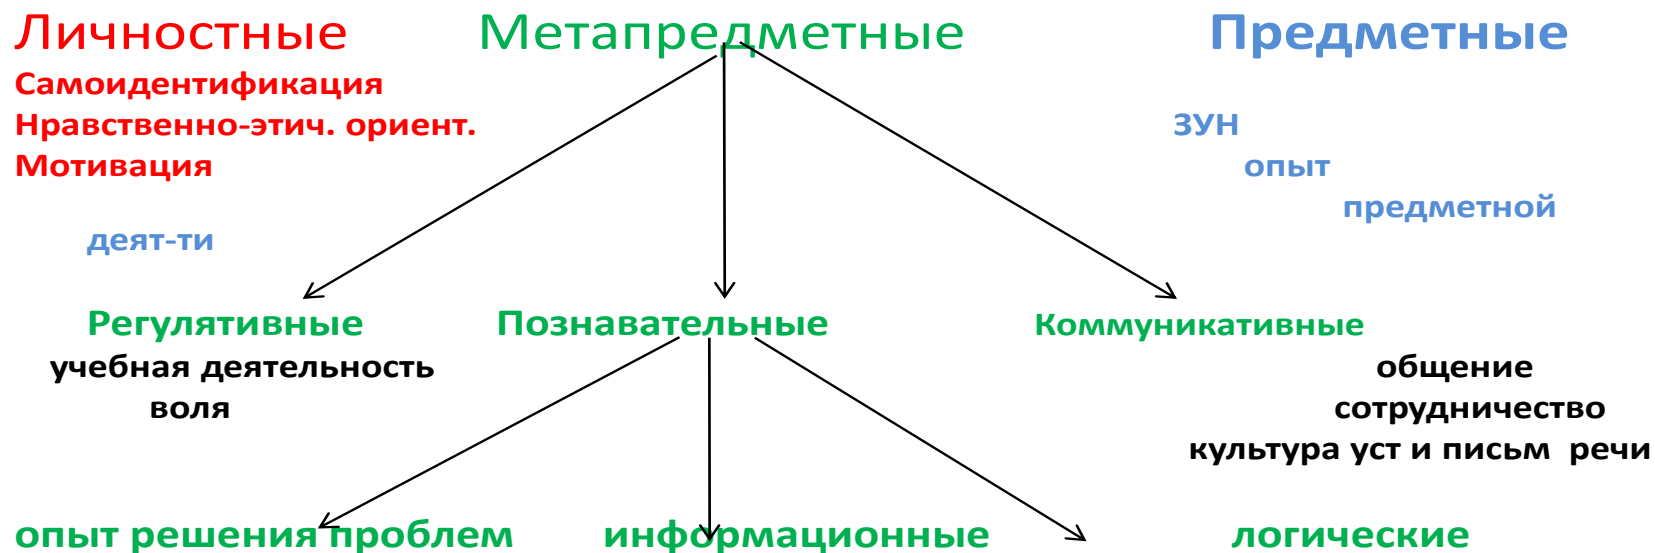 Личностные Метапредметные Предметные
Самоидентификация
Нравственно-этич. ориент. ЗУН
Мотивация опыт
предметной
деят-ти
Регулятивные Познавательные Коммуникативные
учебная деятельность общение
воля сотрудничество
культура уст и письм речи
опыт решения проблем информационные логические